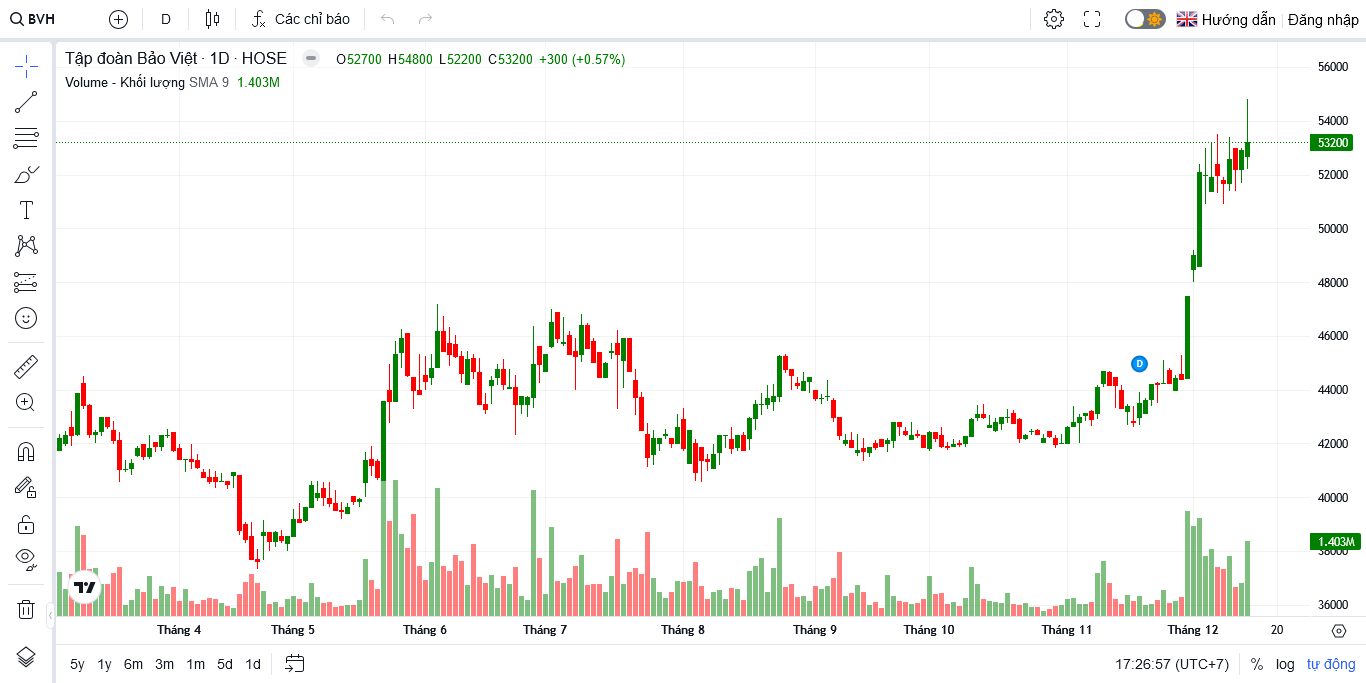 BVH D Các chỉ báo Hướng dẫn Đăng nhập
Tập đoàn Bảo Việt · 1D · HOSE O52700 H54800 L52200 C53200 +300 (+0.57%)
Volume - Khối lượng SMA 9 1.403M
56000
54000
53200
52000
50000
48000
46000
D
44000
42000
40000
1.403M
38000
36000
Tháng 4 Tháng 5 Tháng 6 Tháng 7 Tháng 8 Tháng 9 Tháng 10 Tháng 11 Tháng 12 20
5y 1y 6m 3m 1m 5d 1d 17:26:57 (UTC+7) % log tự động